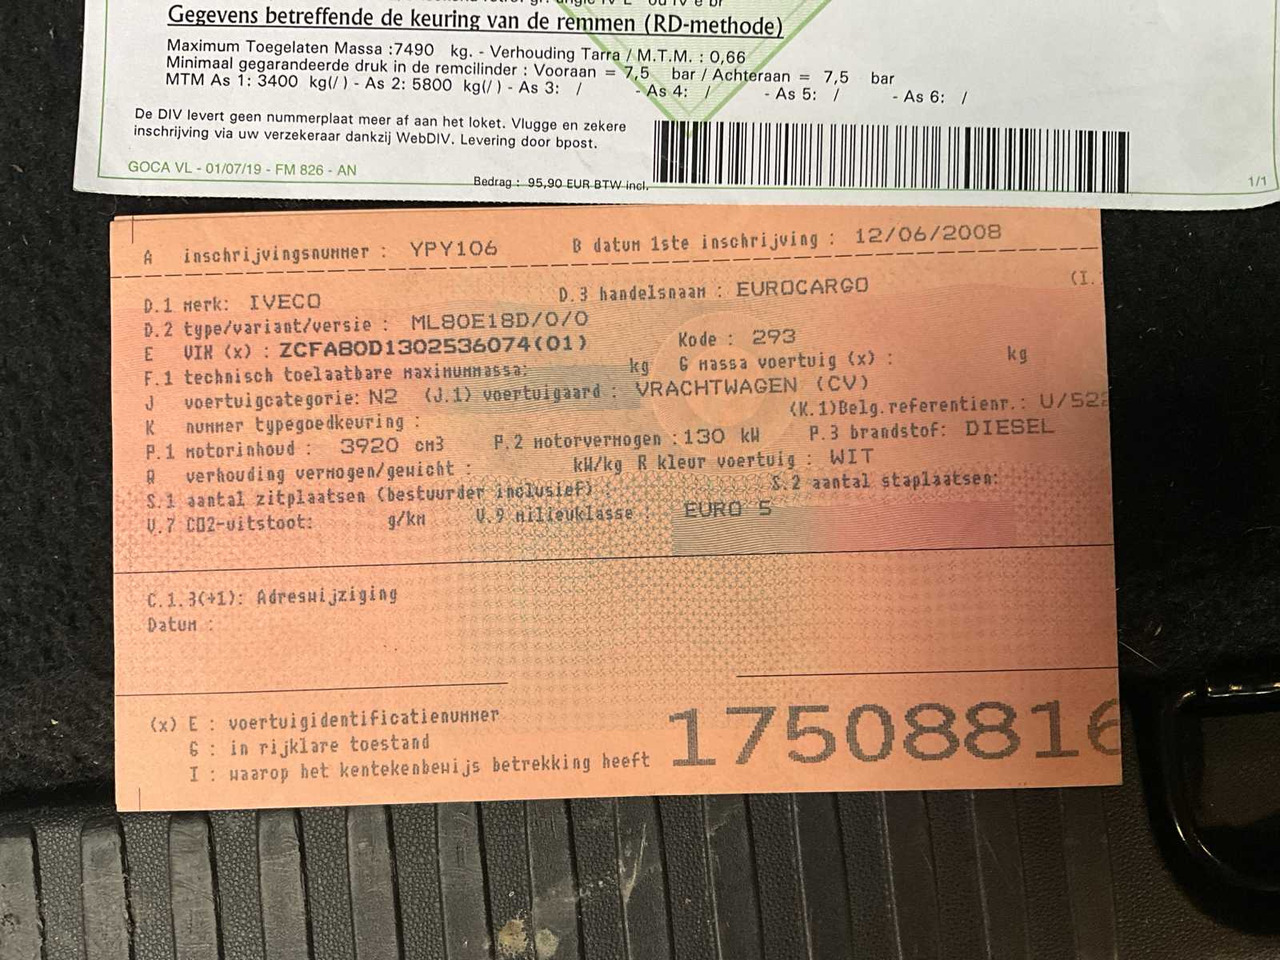 Gegevens betreffende de keuring van de remmen (RD-methode)
Maximum Toegelaten Massa :7490 kg. - Verhouding Tarra / M.T.M. : 0,66
Minimaal gegarandeerde druk in de remcilinder : Vooraan = 7,5 bar / Achteraan = 7,5 bar
MTM As 1: 3400 kg(/ ) - As 2: 5800 kg(/ ) - As 3: / - As 4: / - As 5: / - As 6: /
De DIV levert geen nummerplaat meer af aan het loket. Vlugge en zekere
inschrijving via uw verzekeraar dankzij WebDIV. Levering door bpost.
GOCA VL - 01/07/19 - FM 826 - AN
Bedrag : 95,90 EUR BTW incl.
1/1
A inschrijvingsnummer : YPY106 B datum 1ste inschrijving : 12/06/2008
D.1 merk: IVECO D.3 handelsnaam : EUROCARGO (I.
D.2 type/variant/versie : ML80E18D/0/0
E VIN (x) : ZCFA80D1302536074(01) Kode : 293
F.1 technisch toelaatbare maximummassa: kg G massa voertuig (x) : kg
J voertuigcategorie: N2 (J.1) voertuigaard : VRACHTWAGEN (CV)
K nummer typegoedkeuring : (K.1)Belg.referentienr.: U/522
P.1 motorinhoud : 3920 cm3 P.2 motorvermogen :130 kW P.3 brandstof: DIESEL
Q verhouding vermogen/gewicht : kW/kg R kleur voertuig : WIT
S.1 aantal zitplaatsen (bestuurder inclusief) : S.2 aantal staplaatsen:
V.7 CO2-uitstoot: g/km V.9 milieuklasse : EURO 5
C.1.3(+1): Adreswijziging
Datum :
(x) E : voertuigidentificatienummer
G : in rijklare toestand
I : waarop het kentekenbewijs betrekking heeft
17508816